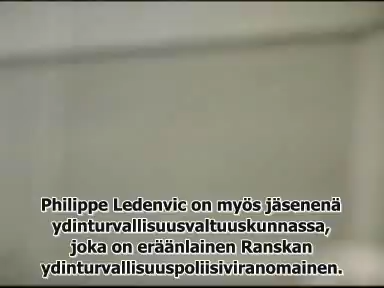 Philippe Ledenvic on myös jäsenenä
ydinturvallisuusvaltuuskunnassa,
joka on eräänlainen Ranskan
ydinturvallisuuspoliisiviranomainen.